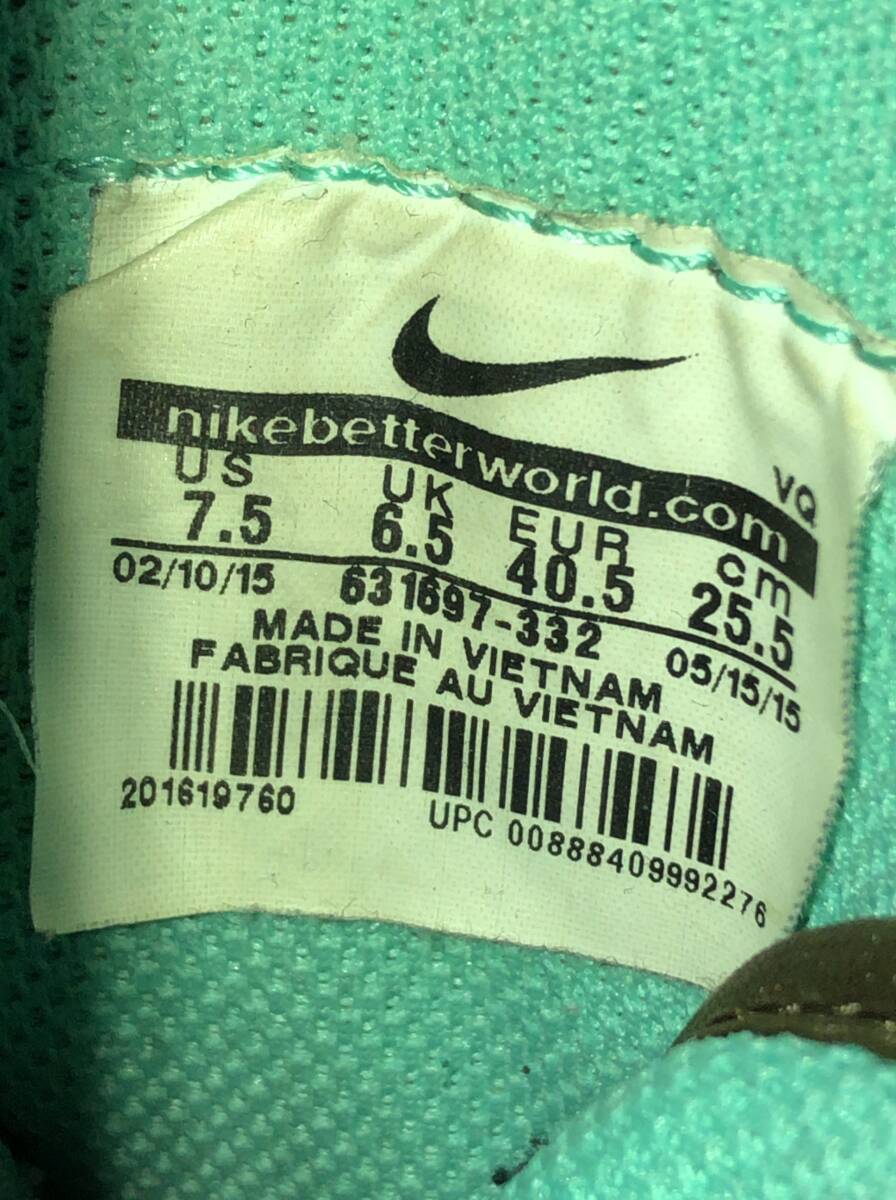 nikebetterworld.com
VQ
US UK EUR cm
7.5 6.5 40.5 25.5
02/10/15 631697-332 05/15/15
MADE IN VIETNAM
FABRIQUE AU VIETNAM
201619760 UPC 00888409992276